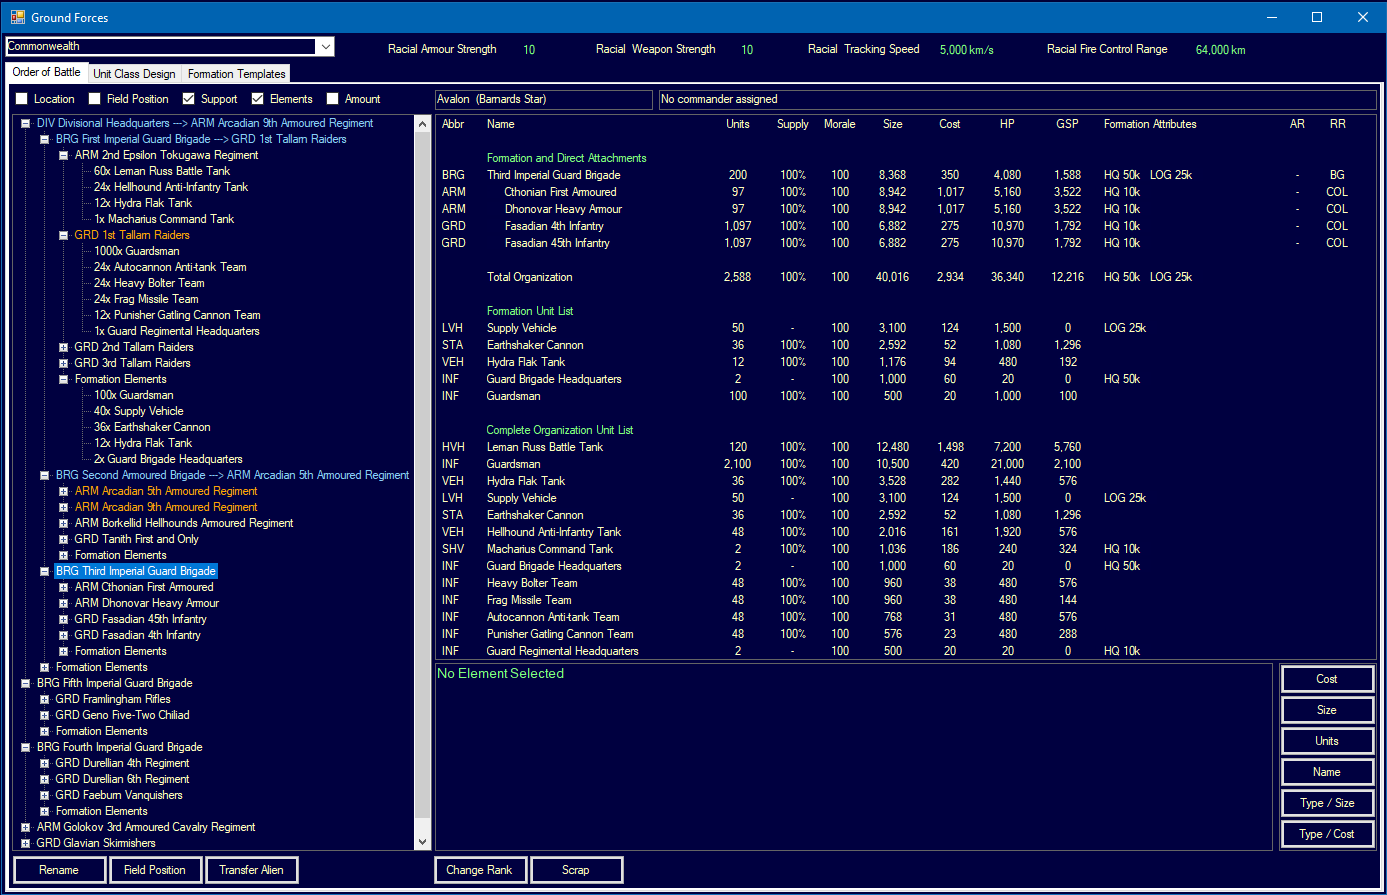 Ground Forces
Commonwealth
Racial Armour Strength 10 Racial Weapon Strength 10 Racial Tracking Speed 5,000 km/s Racial Fire Control Range 64,000 km
Order of Battle Unit Class Design Formation Templates
Location Field Position Support Elements Amount
DIV Divisional Headquarters ---> ARM Arcadian 9th Armoured Regiment
BRG First Imperial Guard Brigade ---> GRD 1st Tallarn Raiders
ARM 2nd Epsilon Tokugawa Regiment
60x Leman Russ Battle Tank
24x Hellhound Anti-Infantry Tank
12x Hydra Flak Tank
1x Macharius Command Tank
GRD 1st Tallarn Raiders
1000x Guardsman
24x Autocannon Anti-tank Team
24x Heavy Bolter Team
24x Frag Missile Team
12x Punisher Gatling Cannon Team
1x Guard Regimental Headquarters
GRD 2nd Tallarn Raiders
GRD 3rd Tallarn Raiders
Formation Elements
100x Guardsman
40x Supply Vehicle
36x Earthshaker Cannon
12x Hydra Flak Tank
2x Guard Brigade Headquarters
BRG Second Armoured Brigade ---> ARM Arcadian 5th Armoured Regiment
ARM Arcadian 5th Armoured Regiment
ARM Arcadian 9th Armoured Regiment
ARM Borkellid Hellhounds Armoured Regiment
GRD Tanith First and Only
Formation Elements
BRG Third Imperial Guard Brigade
ARM Cthonian First Armoured
ARM Dhonovar Heavy Armour
GRD Fasadian 45th Infantry
GRD Fasadian 4th Infantry
Formation Elements
Formation Elements
BRG Fifth Imperial Guard Brigade
GRD Framlingham Rifles
GRD Geno Five-Two Chiliad
Formation Elements
BRG Fourth Imperial Guard Brigade
GRD Durellian 4th Regiment
GRD Durellian 6th Regiment
GRD Faeburn Vanquishers
Formation Elements
ARM Golokov 3rd Armoured Cavalry Regiment
GRD Glavian Skirmishers
Rename Field Position Transfer Alien
Avalon (Barnards Star) No commander assigned
Abbr Name Units Supply Morale Size Cost HP GSP Formation Attributes AR RR
Formation and Direct Attachments
BRG Third Imperial Guard Brigade 200 100% 100 8,368 350 4,080 1,588 HQ 50k LOG 25k - BG
ARM Cthonian First Armoured 97 100% 100 8,942 1,017 5,160 3,522 HQ 10k - COL
ARM Dhonovar Heavy Armour 97 100% 100 8,942 1,017 5,160 3,522 HQ 10k - COL
GRD Fasadian 4th Infantry 1,097 100% 100 6,882 275 10,970 1,792 HQ 10k - COL
GRD Fasadian 45th Infantry 1,097 100% 100 6,882 275 10,970 1,792 HQ 10k - COL
Total Organization 2,588 100% 100 40,016 2,934 36,340 12,216 HQ 50k LOG 25k
Formation Unit List
LVH Supply Vehicle 50 - 100 3,100 124 1,500 0 LOG 25k
STA Earthshaker Cannon 36 100% 100 2,592 52 1,080 1,296
VEH Hydra Flak Tank 12 100% 100 1,176 94 480 192
INF Guard Brigade Headquarters 2 - 100 1,000 60 20 0 HQ 50k
INF Guardsman 100 100% 100 500 20 1,000 100
Complete Organization Unit List
HVH Leman Russ Battle Tank 120 100% 100 12,480 1,498 7,200 5,760
INF Guardsman 2,100 100% 100 10,500 420 21,000 2,100
VEH Hydra Flak Tank 36 100% 100 3,528 282 1,440 576
LVH Supply Vehicle 50 - 100 3,100 124 1,500 0 LOG 25k
STA Earthshaker Cannon 36 100% 100 2,592 52 1,080 1,296
VEH Hellhound Anti-Infantry Tank 48 100% 100 2,016 161 1,920 576
SHV Macharius Command Tank 2 100% 100 1,036 186 240 324 HQ 10k
INF Guard Brigade Headquarters 2 - 100 1,000 60 20 0 HQ 50k
INF Heavy Bolter Team 48 100% 100 960 38 480 576
INF Frag Missile Team 48 100% 100 960 38 480 144
INF Autocannon Anti-tank Team 48 100% 100 768 31 480 576
INF Punisher Gatling Cannon Team 48 100% 100 576 23 480 288
INF Guard Regimental Headquarters 2 - 100 500 20 20 0 HQ 10k
No Element Selected
Cost
Size
Units
Name
Type / Size
Type / Cost
Change Rank Scrap